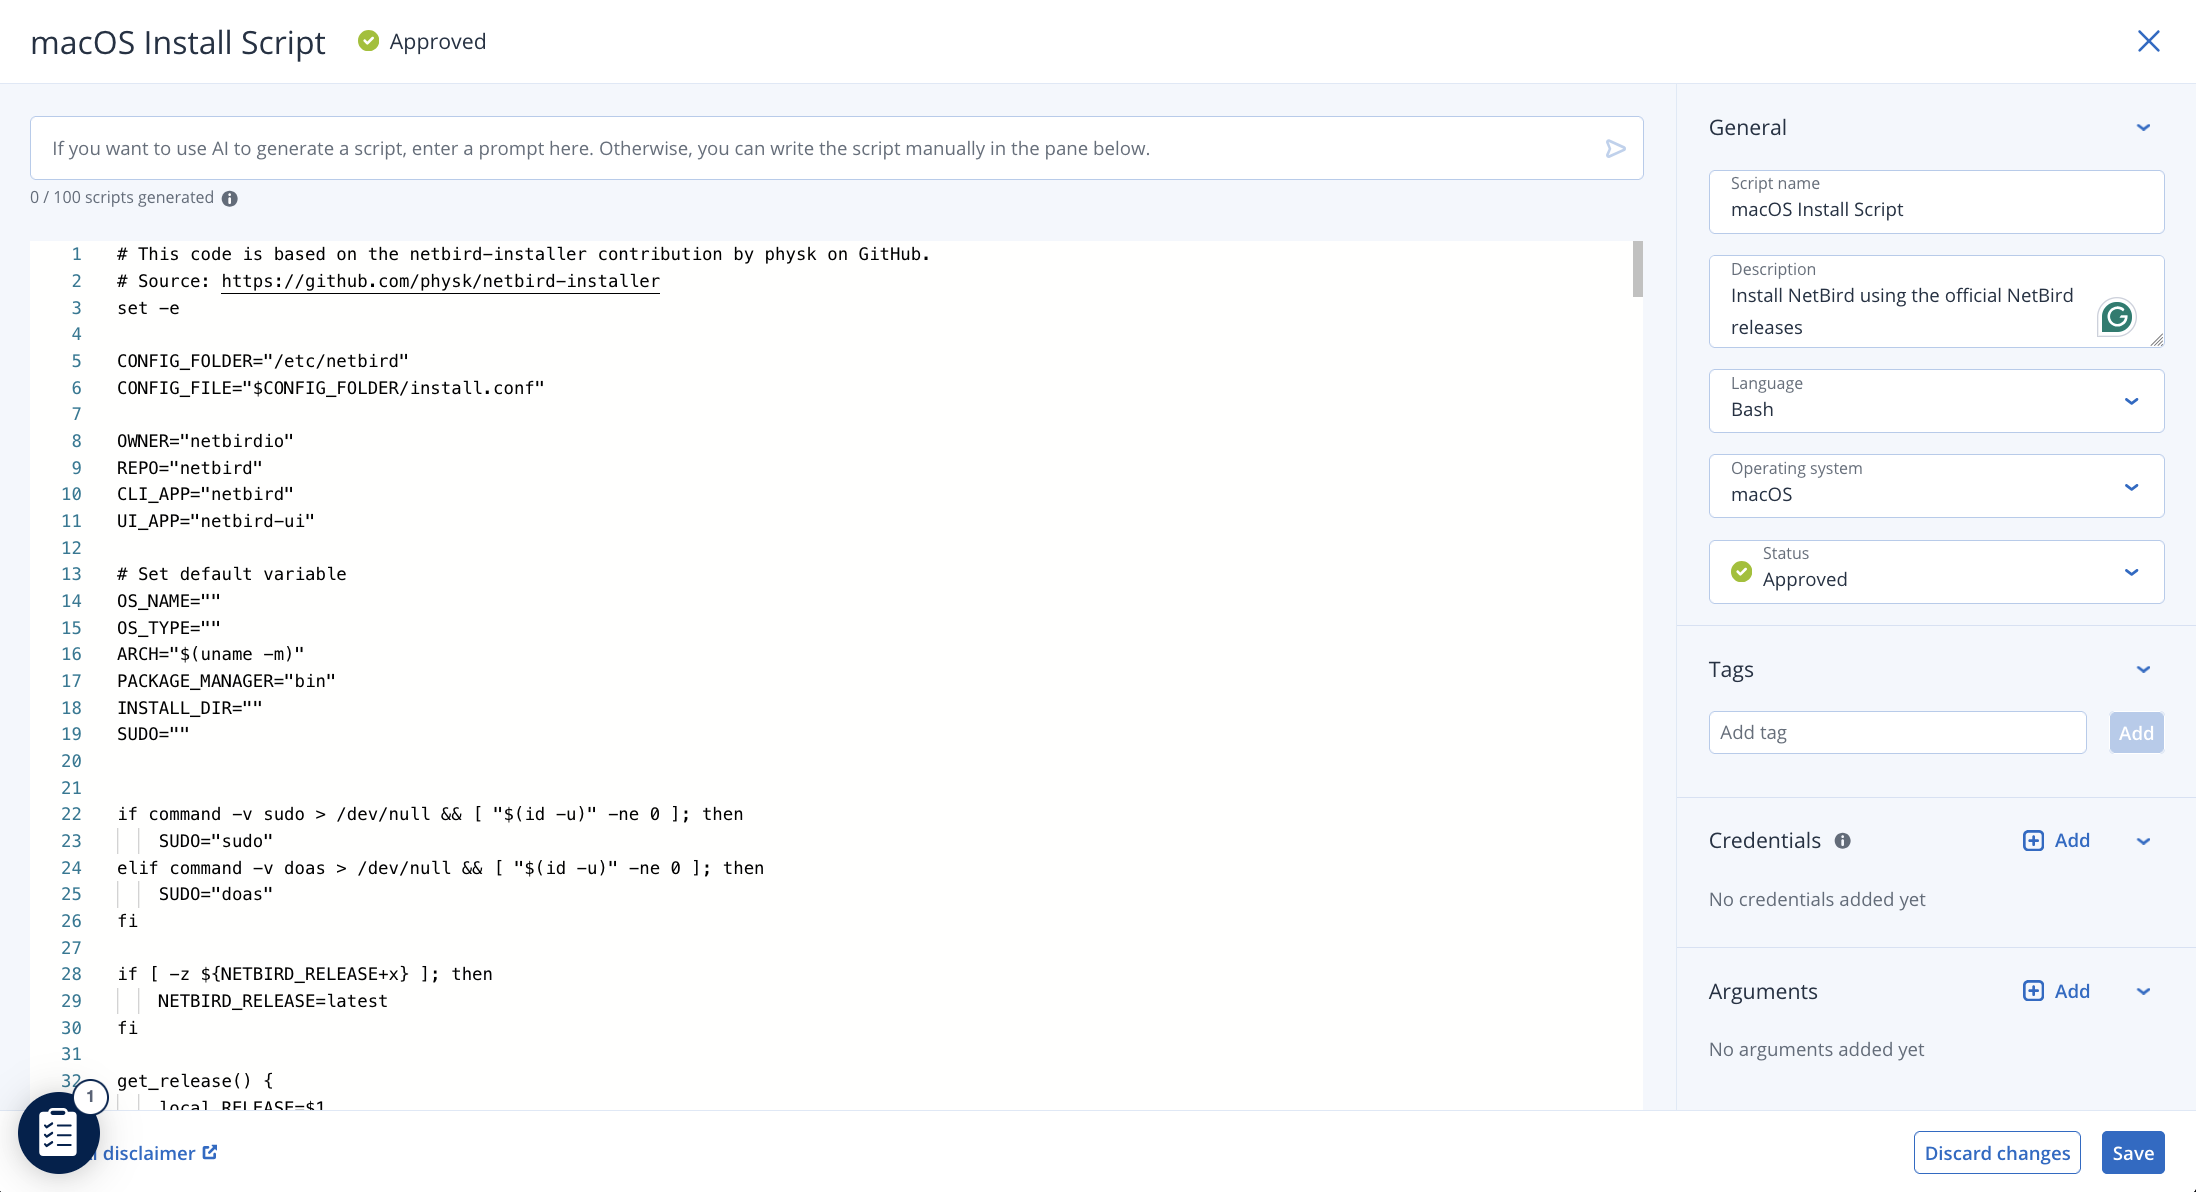 macOS Install Script
Approved
If you want to use AI to generate a script, enter a prompt here. Otherwise, you can write the script manually in the pane below.
0 / 100 scripts generated
1 # This code is based on the netbird-installer contribution by physk on GitHub.
2 # Source: https://github.com/physk/netbird-installer
3 set -e
4
5 CONFIG_FOLDER="/etc/netbird"
6 CONFIG_FILE="$CONFIG_FOLDER/install.conf"
7
8 OWNER="netbirdio"
9 REPO="netbird"
10 CLI_APP="netbird"
11 UI_APP="netbird-ui"
12
13 # Set default variable
14 OS_NAME=""
15 OS_TYPE=""
16 ARCH="$(uname -m)"
17 PACKAGE_MANAGER="bin"
18 INSTALL_DIR=""
19 SUDO=""
20
21
22 if command -v sudo > /dev/null && [ "$(id -u)" -ne 0 ]; then
23 SUDO="sudo"
24 elif command -v doas > /dev/null && [ "$(id -u)" -ne 0 ]; then
25 SUDO="doas"
26 fi
27
28 if [ -z ${NETBIRD_RELEASE+x} ]; then
29 NETBIRD_RELEASE=latest
30 fi
31
32 get_release() {
local RELEASE=$1
1
disclaimer
General
Script name
macOS Install Script
Description
Install NetBird using the official NetBird
releases
Language
Bash
Operating system
macOS
Status
Approved
Tags
Add tag
Add
Credentials
Add
No credentials added yet
Arguments
Add
No arguments added yet
Discard changes
Save